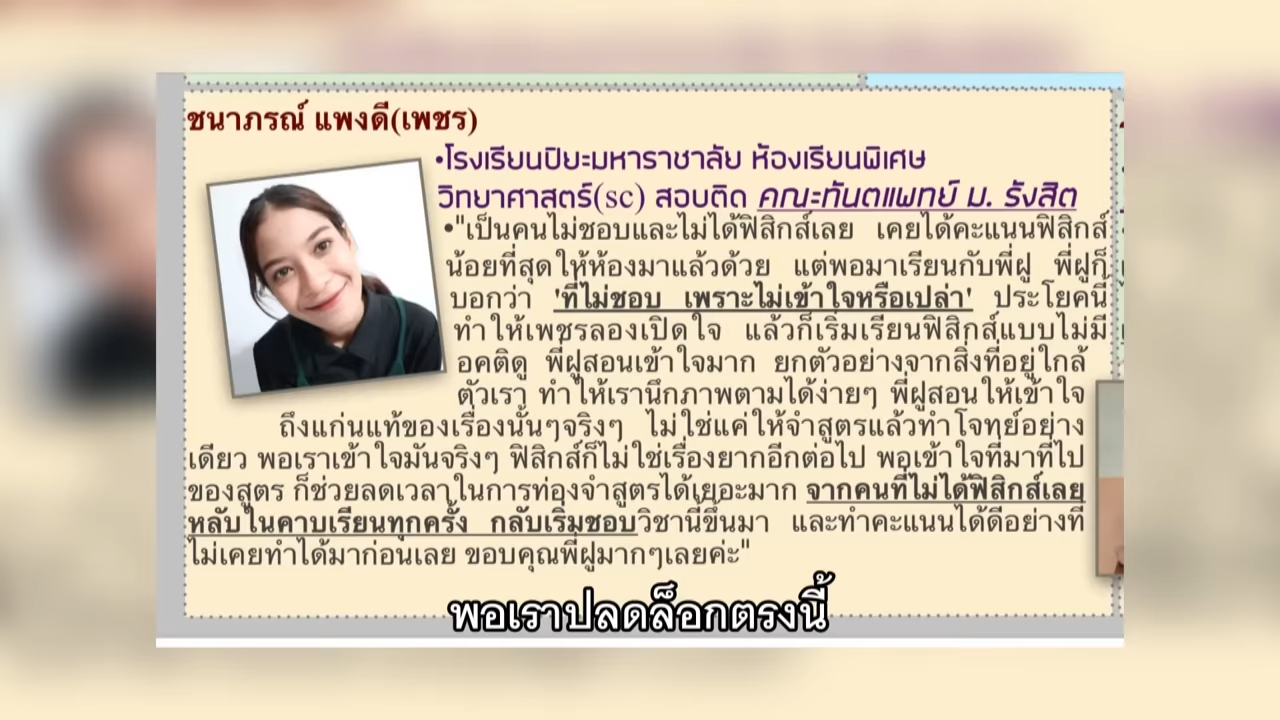 ชนาภรณ์ แพงดี(เพชร)
•โรงเรียนปิยะมหาราชาลัย ห้องเรียนพิเศษ
วิทยาศาสตร์(sc) สอบติด คณะทันตแพทย์ ม. รังสิต
•"เป็นคนไม่ชอบและไม่ได้ฟิสิกส์เลย เคยได้คะแนนฟิสิกส์
น้อยที่สุดให้ห้องมาแล้วด้วย แต่พอมาเรียนกับพี่ฝู พี่ฝูก็
บอกว่า 'ที่ไม่ชอบ เพราะไม่เข้าใจหรือเปล่า' ประโยคนี้
ทำให้เพชรลองเปิดใจ แล้วก็เริ่มเรียนฟิสิกส์แบบไม่มี
อคติดู พี่ฝูสอนเข้าใจมาก ยกตัวอย่างจากสิ่งที่อยู่ใกล้
ตัวเรา ทำให้เรานึกภาพตามได้ง่ายๆ พี่ฝูสอนให้เข้าใจ
ถึงแก่นแท้ของเรื่องนั้นๆจริงๆ ไม่ใช่แค่ให้จำสูตรแล้วทำโจทย์อย่าง
เดียว พอเราเข้าใจมันจริงๆ ฟิสิกส์ก็ไม่ใช่เรื่องยากอีกต่อไป พอเข้าใจที่มาที่ไป
ของสูตร ก็ช่วยลดเวลาในการท่องจำสูตรได้เยอะมาก จากคนที่ไม่ได้ฟิสิกส์เลย
หลับในคาบเรียนทุกครั้ง กลับเริ่มชอบวิชานี้ขึ้นมา และทำคะแนนได้ดีอย่างที่
ไม่เคยทำได้มาก่อนเลย ขอบคุณพี่ฝูมากๆเลยค่ะ"
พอเราปลดล็อกตรงนี้